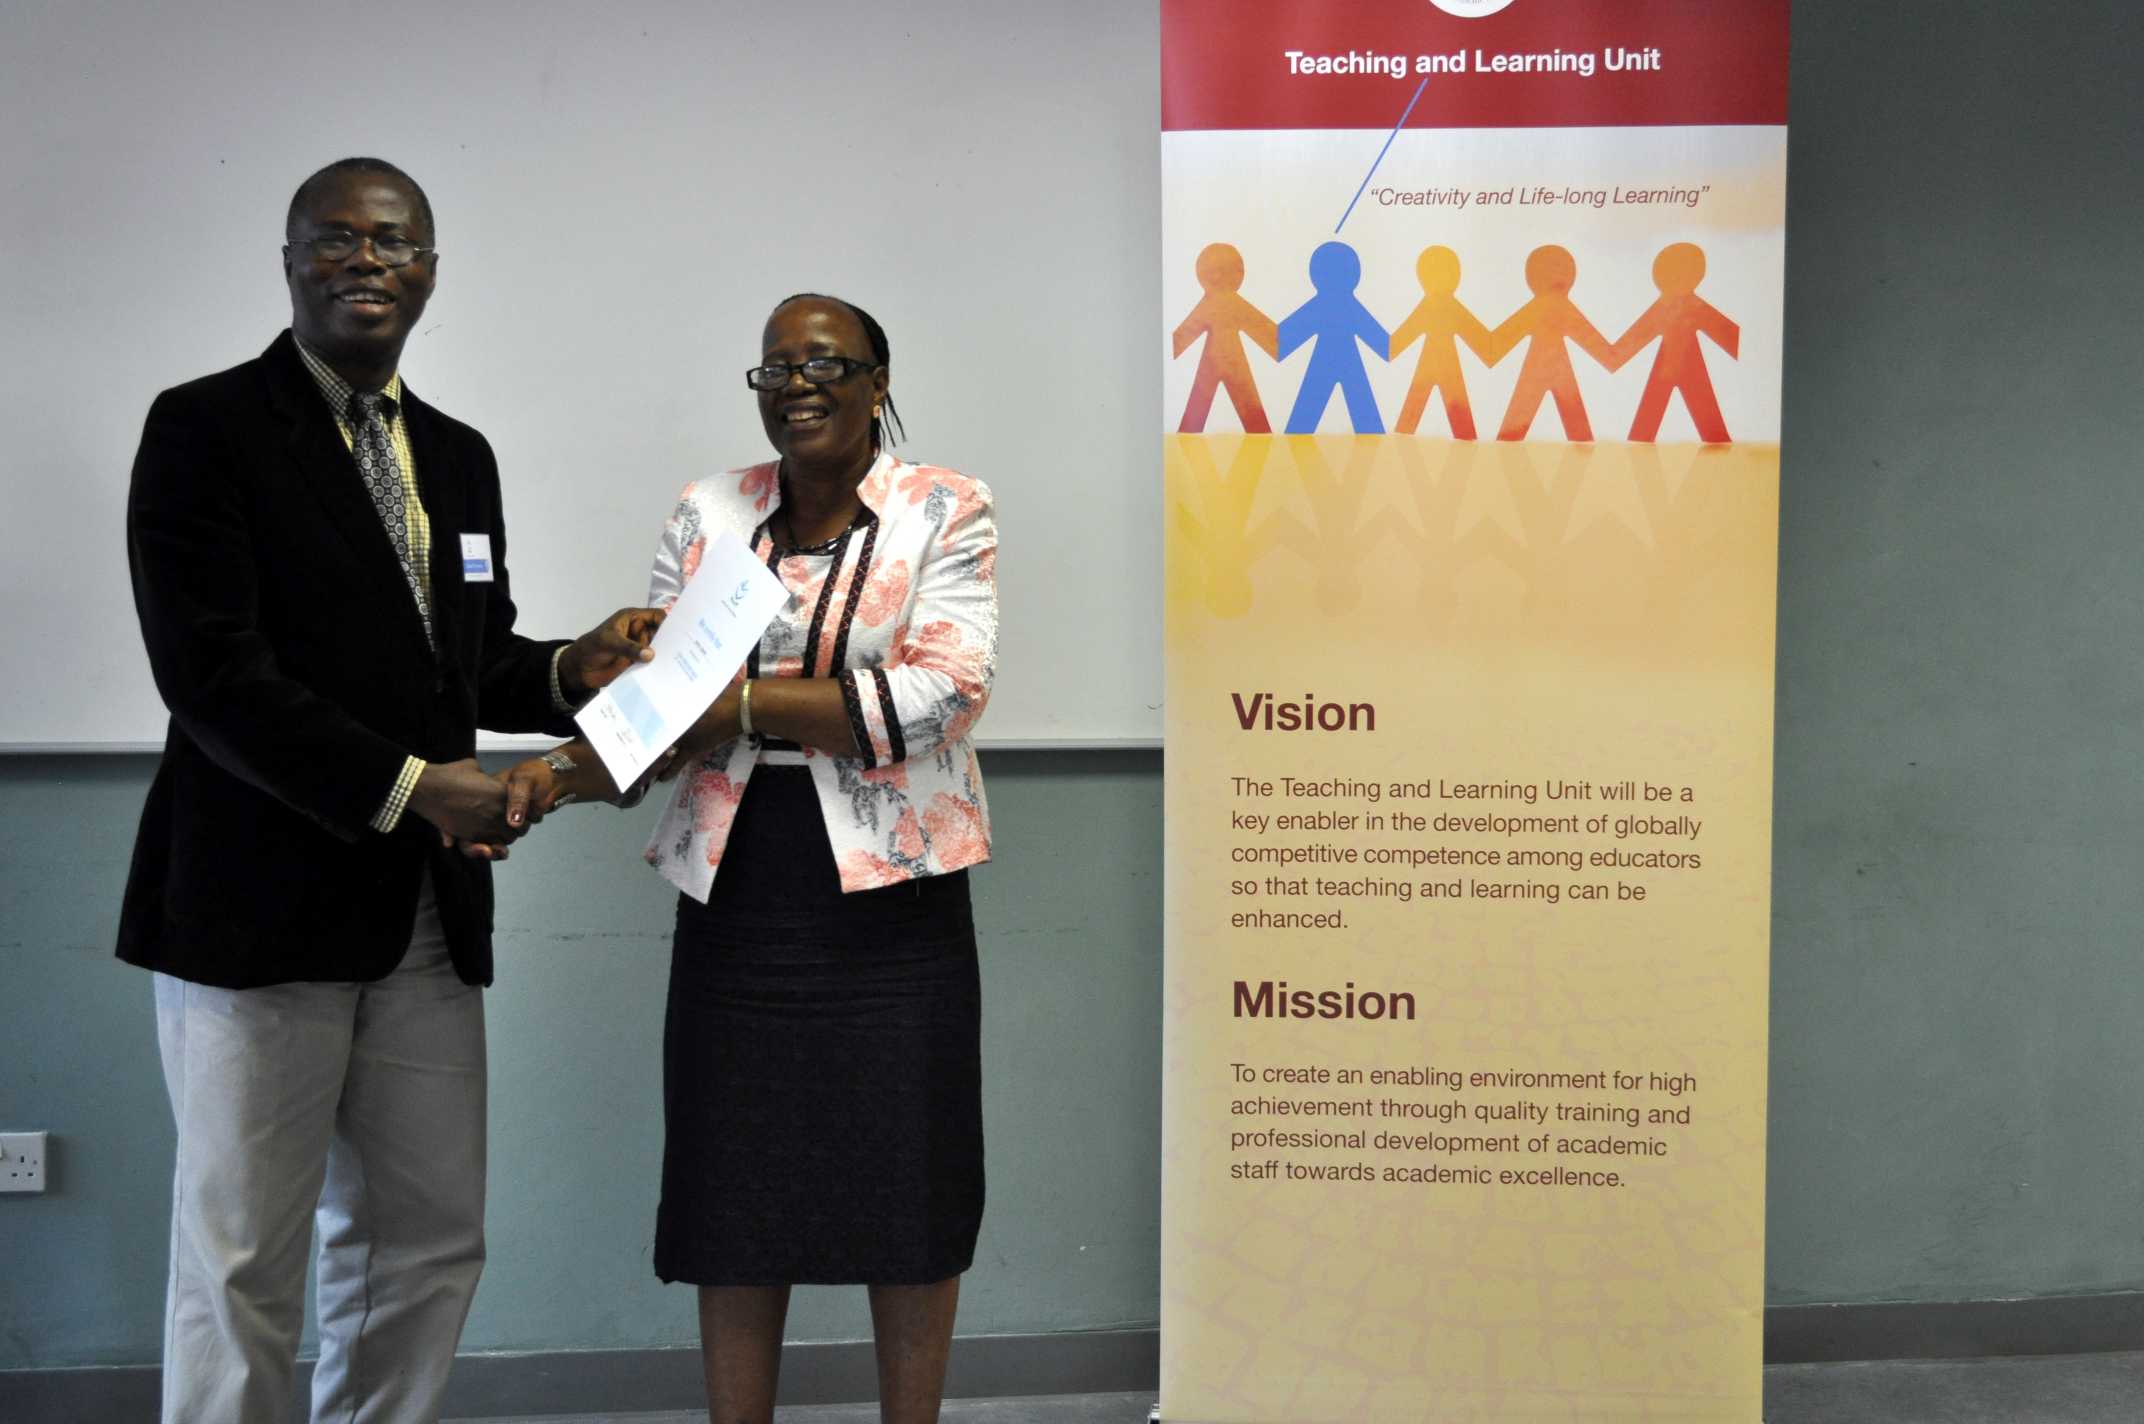 Teaching and Learning Unit
“Creativity and Life-long Learning”
We certify that
Vision
The Teaching and Learning Unit will be a
key enabler in the development of globally
competitive competence among educators
so that teaching and learning can be
enhanced.
Mission
To create an enabling environment for high
achievement through quality training and
professional development of academic
staff towards academic excellence.